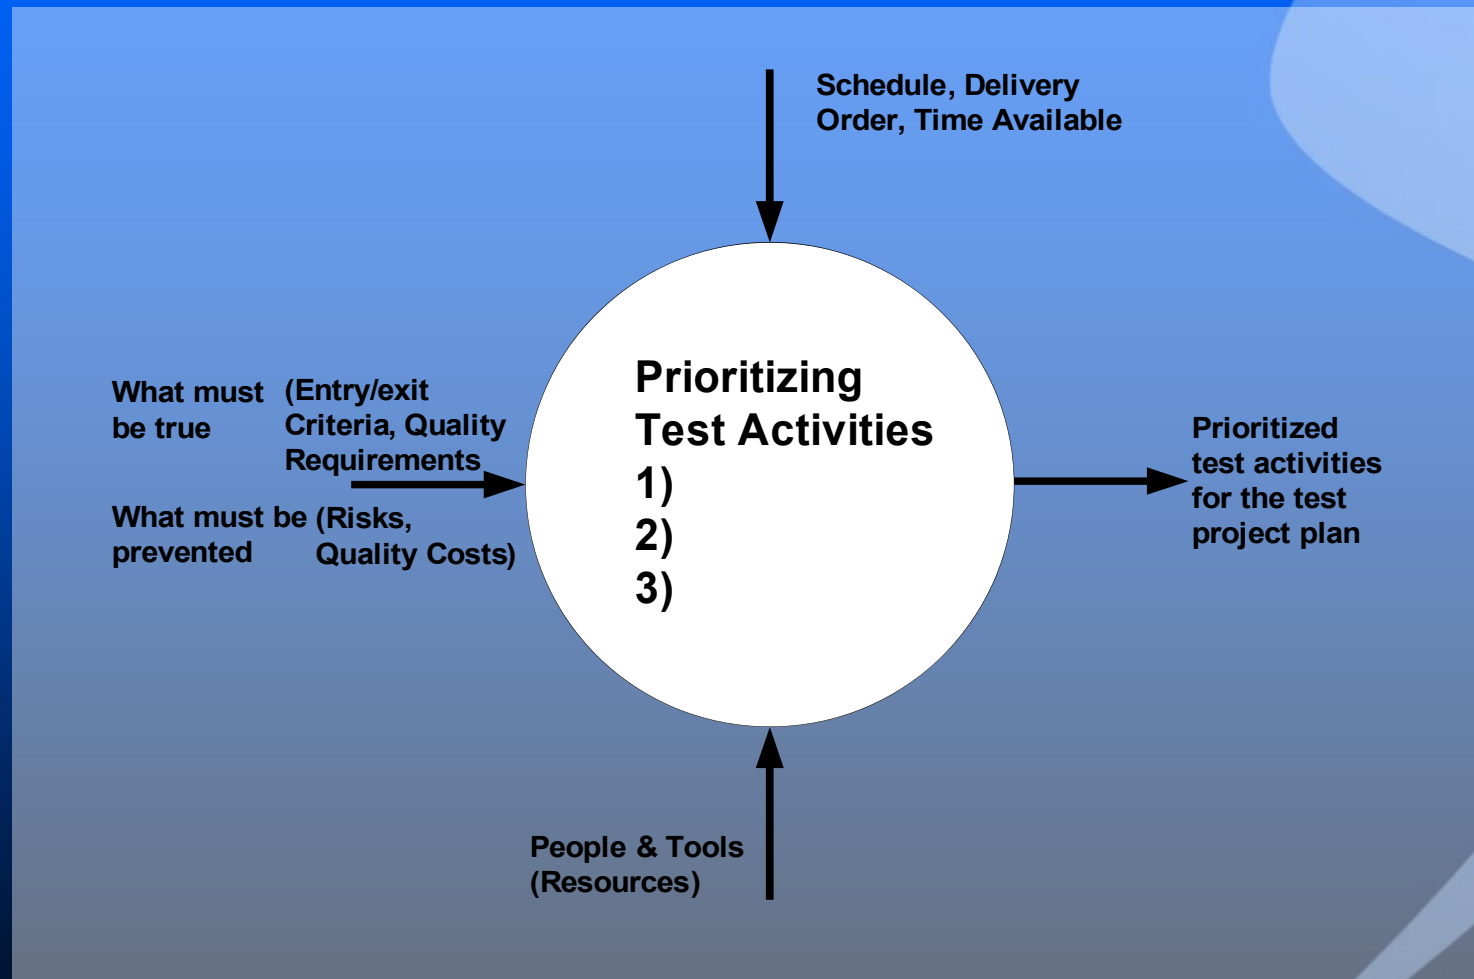 Schedule, Delivery
Order, Time Available
What must
be true
(Entry/exit
Criteria, Quality
Requirements
What must be
prevented
(Risks,
Quality Costs)
Prioritizing
Test Activities
1)
2)
3)
Prioritized
test activities
for the test
project plan
People & Tools
(Resources)